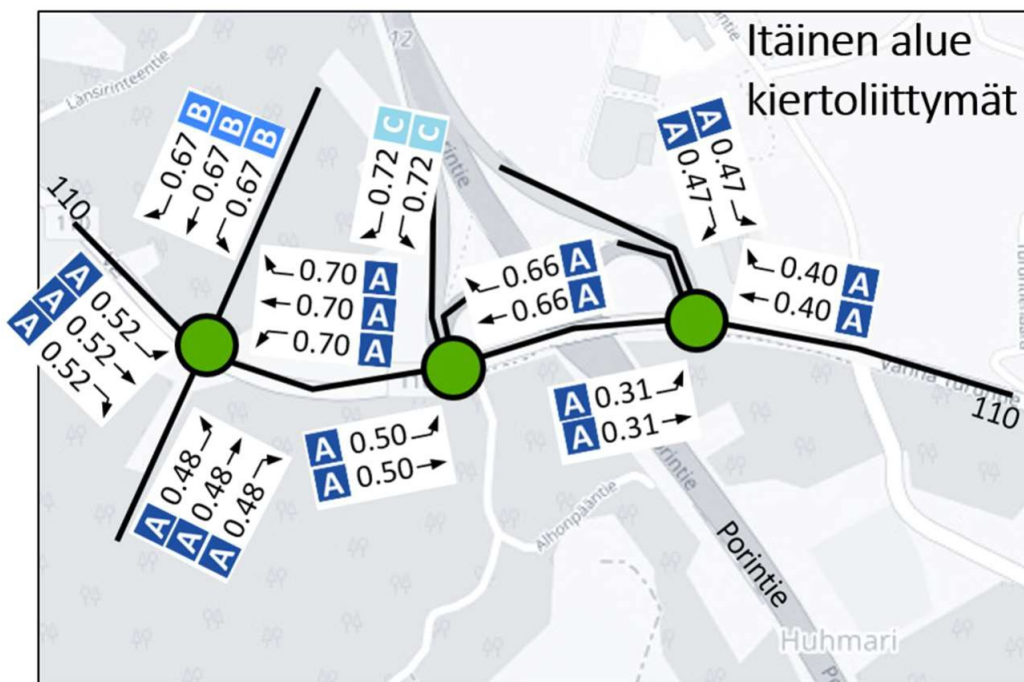 Itäinen alue
kiertoliittymät
12
Länsirinteentie
110
B B B
0.67
0.67
0.67
C C
0.72
0.72
A A
0.47
0.47
A 0.52
A 0.52
A 0.52
0.70 A
0.70 A
0.70 A
0.66 A
0.66 A
0.40 A
0.40 A
A 0.48
A 0.48
A 0.48
A 0.50
A 0.50
A 0.31
A 0.31
Vanha Turuntie
110
Alhonpääntie
Porintie
Huhmari